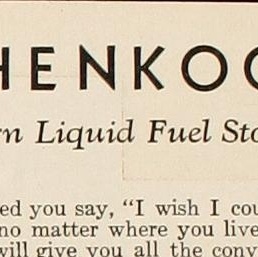 HENKOO
rn Liquid Fuel Sto
ed you say, “I wish I cou
no matter where you live
will give you all the conv